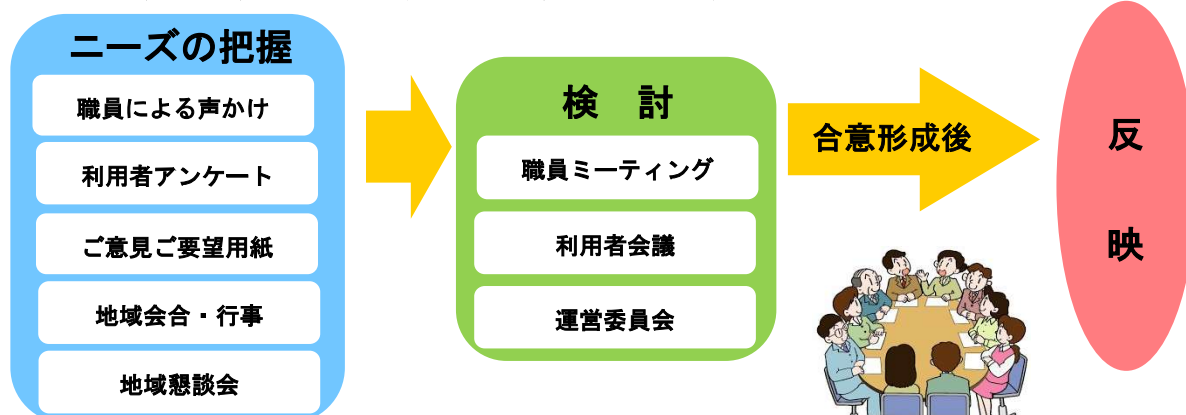 ニーズの把握
職員による声かけ
利用者アンケート
ご意見ご要望用紙
地域会合・行事
地域懇談会
検　討
職員ミーティング
利用者会議
運営委員会
合意形成後
反
映